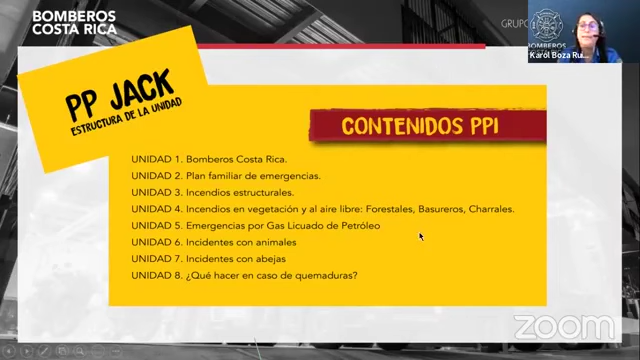 BOMBEROS
COSTA RICA
GRUPO
BOMBEROS
Karol Boza Ru...
PP JACK
ESTRUCTURA DE LA UNIDAD
CONTENIDOS PPI
UNIDAD 1. Bomberos Costa Rica.
UNIDAD 2. Plan familiar de emergencias.
UNIDAD 3. Incendios estructurales.
UNIDAD 4. Incendios en vegetación y al aire libre: Forestales, Basureros, Charrales.
UNIDAD 5. Emergencias por Gas Licuado de Petróleo
UNIDAD 6. Incidentes con animales
UNIDAD 7. Incidentes con abejas
UNIDAD 8. ¿Qué hacer en caso de quemaduras?
zoom